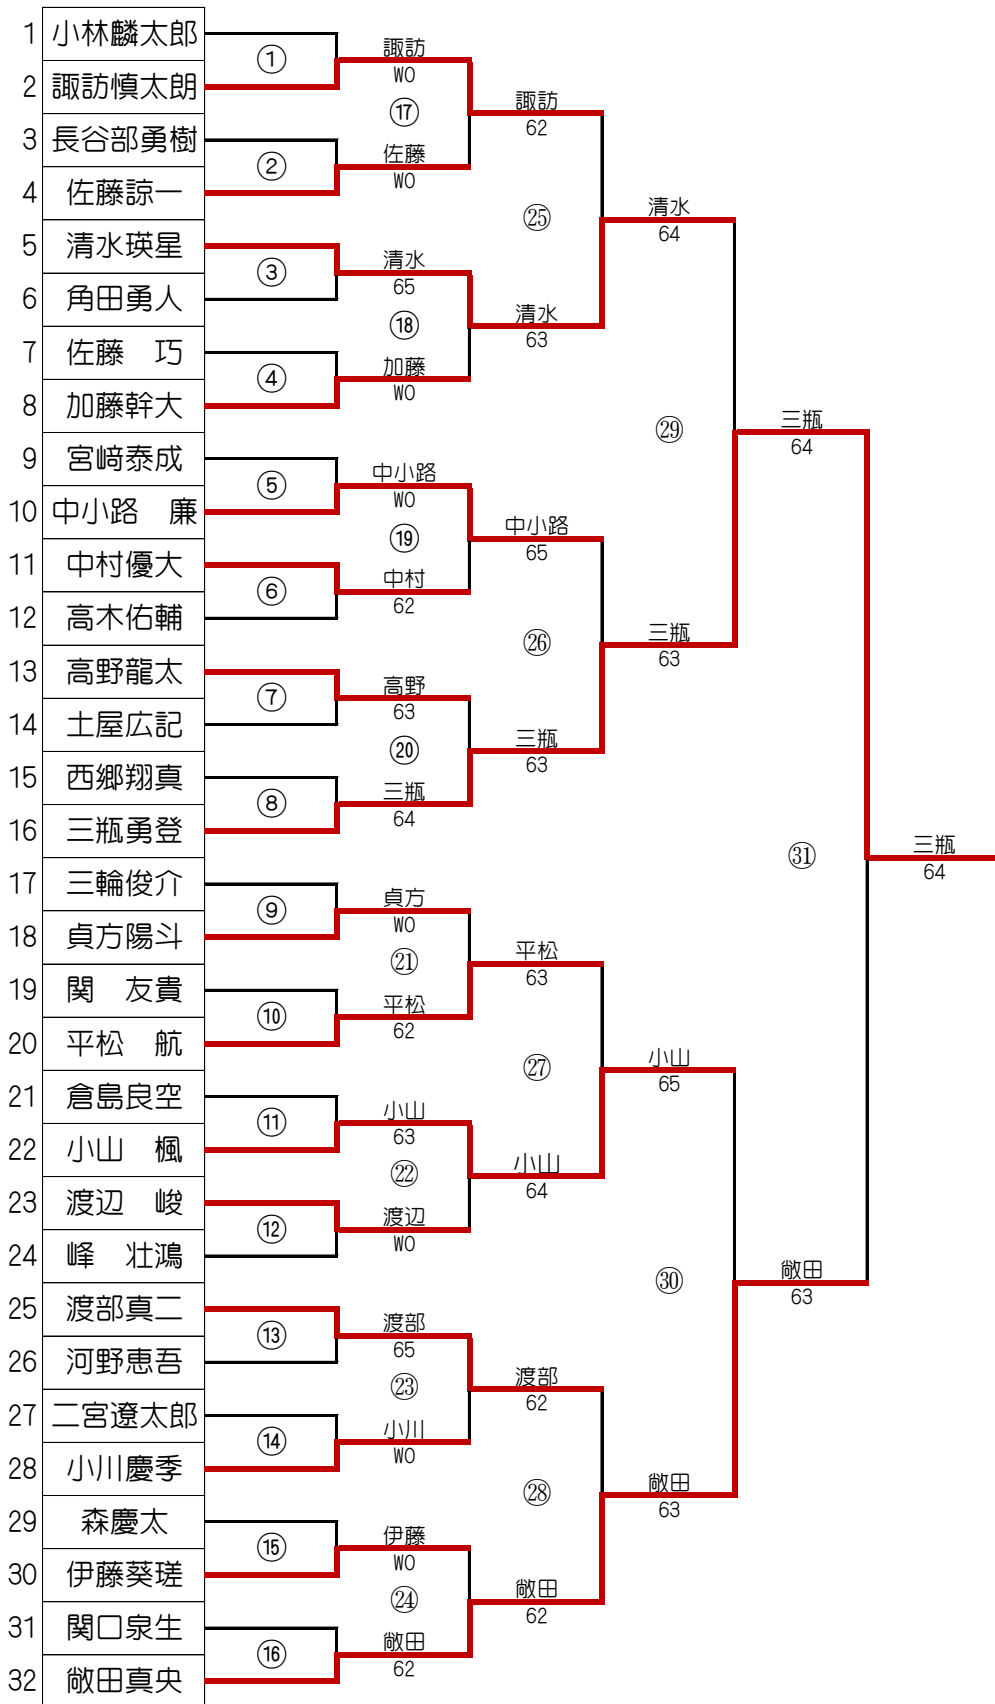 1 小林麟太郎
2 諏訪慎太朗
3 長谷部勇樹
4 佐藤諒一
5 清水瑛星
6 角田勇人
7 佐藤　巧
8 加藤幹大
9 宮﨑泰成
10 中小路　廉
11 中村優大
12 高木佑輔
13 高野龍太
14 土屋広記
15 西郷翔真
16 三瓶勇登
17 三輪俊介
18 貞方陽斗
19 関　友貴
20 平松　航
21 倉島良空
22 小山　楓
23 渡辺　峻
24 峰　壮鴻
25 渡部真二
26 河野恵吾
27 二宮遼太郎
28 小川慶季
29 森慶太
30 伊藤葵瑳
31 関口泉生
32 敞田真央
①
②
③
④
⑤
⑥
⑦
⑧
⑨
⑩
⑪
⑫
⑬
⑭
⑮
⑯
諏訪
WO
⑰
佐藤
WO
清水
65
⑱
加藤
WO
中小路
WO
⑲
中村
62
高野
63
⑳
三瓶
64
貞方
WO
㉑
平松
62
小山
63
㉒
渡辺
WO
渡部
65
㉓
小川
WO
伊藤
WO
㉔
敞田
62
諏訪
62
㉕
清水
63
中小路
65
㉖
三瓶
63
平松
63
㉗
小山
64
渡部
62
㉘
敞田
62
清水
64
㉙
三瓶
63
小山
65
㉚
敞田
63
三瓶
64
㉛
敞田
63
三瓶
64